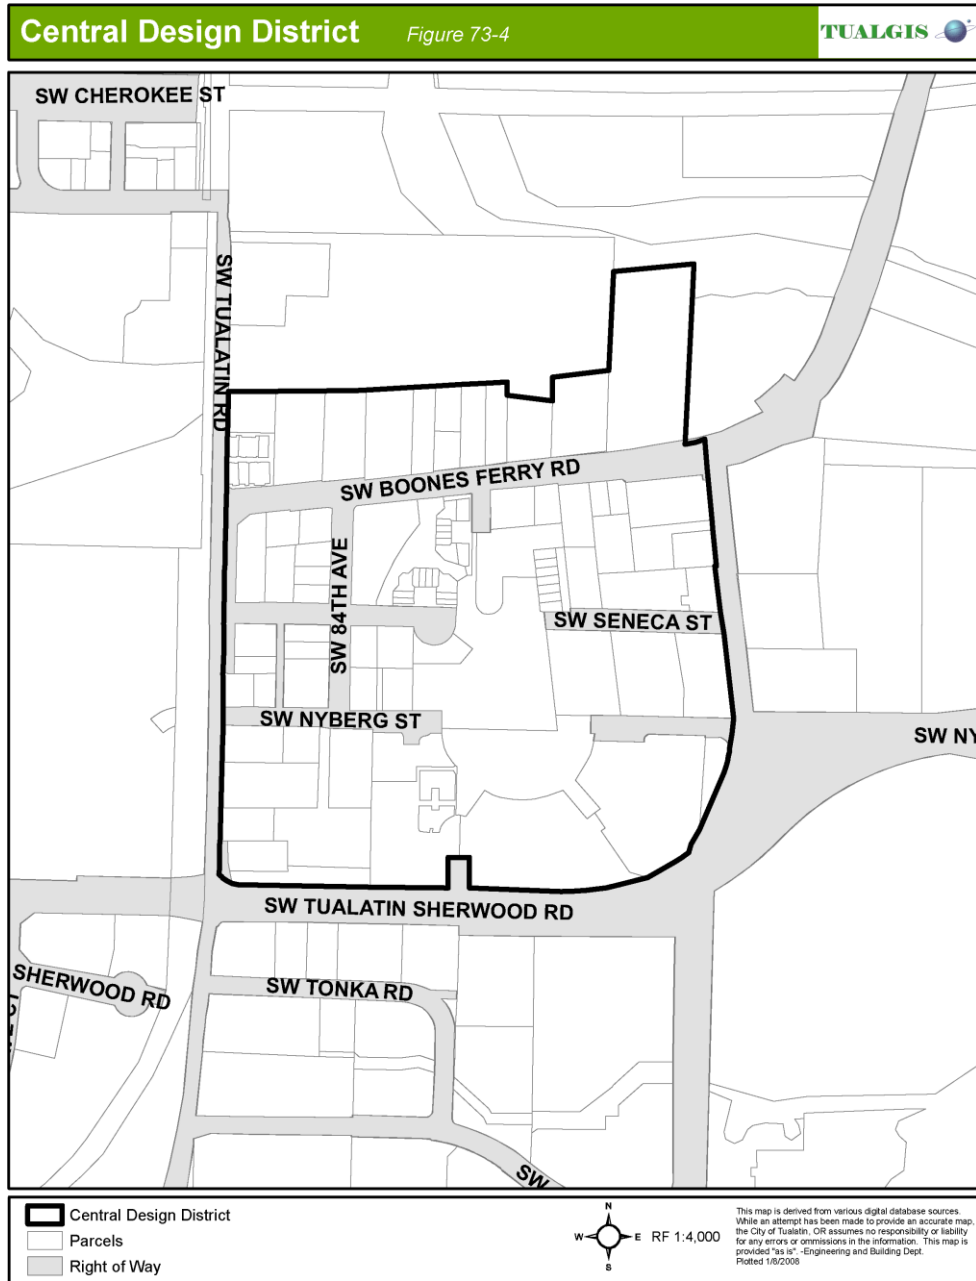 Central Design District Figure 73-4
TUALGIS
SW CHEROKEE ST
SW TUALATIN RD
SW BOONES FERRY RD
SW 84TH AVE
SW SENECA ST
SW NYBERG ST
SW NY
SW TUALATIN SHERWOOD RD
SHERWOOD RD
SW TONKA RD
SW
Central Design District
Parcels
Right of Way
N
W E
S
RF 1:4,000
This map is derived from various digital database sources.
While an attempt has been made to provide an accurate map,
the City of Tualatin, OR assumes no responsibility or liability
for any errors or ommissions in the information. This map is
provided "as is". -Engineering and Building Dept.
Plotted 1/8/2008